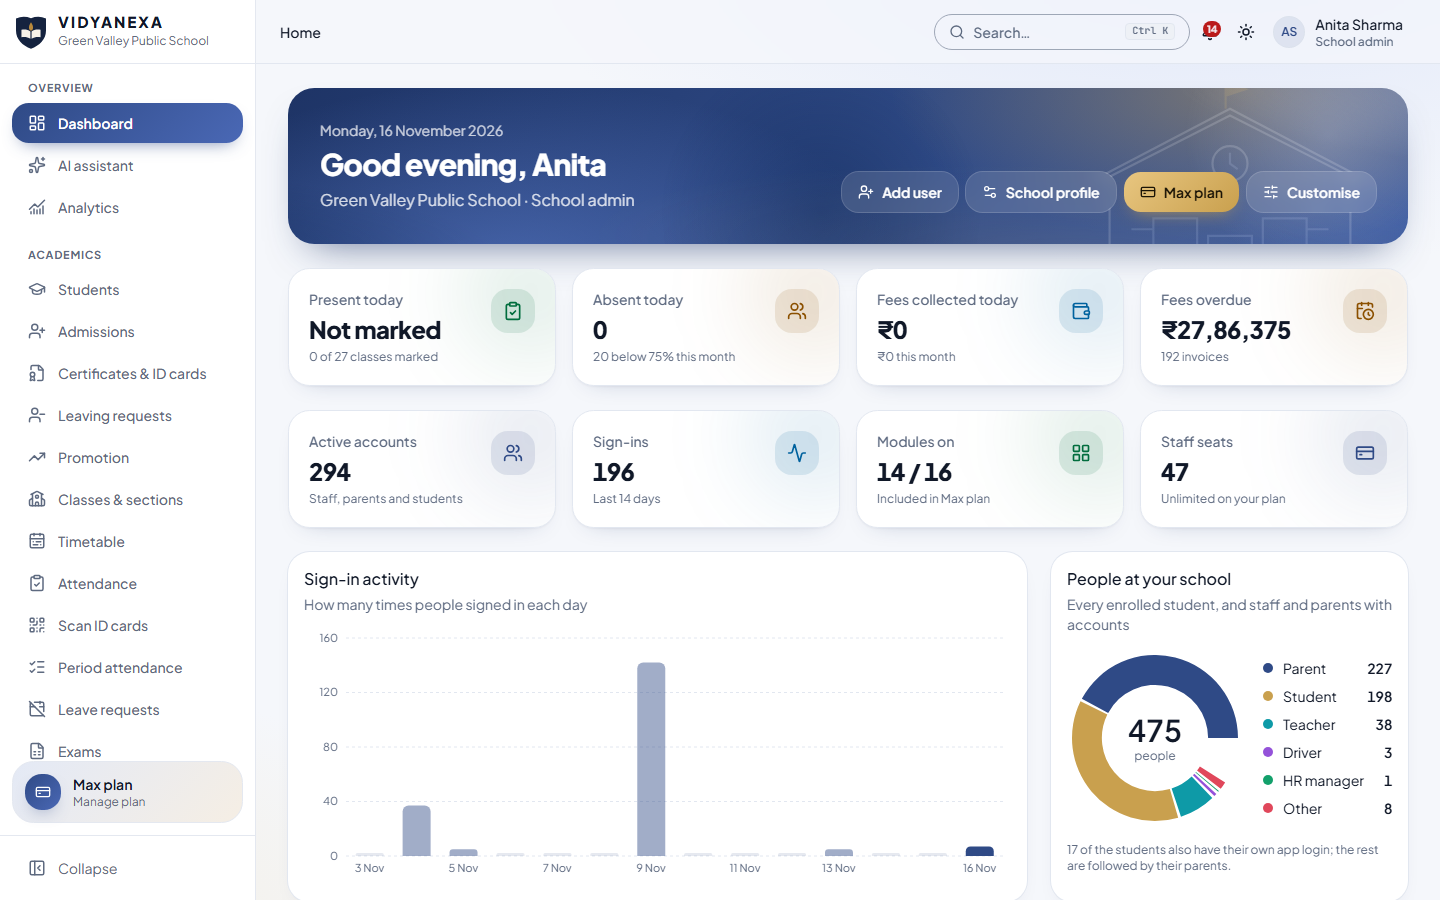 VIDYANEXA
Green Valley Public School
OVERVIEW
Dashboard
AI assistant
Analytics
ACADEMICS
Students
Admissions
Certificates & ID cards
Leaving requests
Promotion
Classes & sections
Timetable
Attendance
Scan ID cards
Period attendance
Leave requests
Exams
Max plan
Manage plan
Collapse
Home
Search...
Ctrl K
14
AS
Anita Sharma
School admin
Monday, 16 November 2026
Good evening, Anita
Green Valley Public School · School admin
Add user
School profile
Max plan
Customise
Present today
Not marked
0 of 27 classes marked
Absent today
0
20 below 75% this month
Fees collected today
₹0
₹0 this month
Fees overdue
₹27,86,375
192 invoices
Active accounts
294
Staff, parents and students
Sign-ins
196
Last 14 days
Modules on
14 / 16
Included in Max plan
Staff seats
47
Unlimited on your plan
Sign-in activity
How many times people signed in each day
160
120
80
40
0
3 Nov
5 Nov
7 Nov
9 Nov
11 Nov
13 Nov
16 Nov
People at your school
Every enrolled student, and staff and parents with
accounts
475
people
Parent 227
Student 198
Teacher 38
Driver 3
HR manager 1
Other 8
17 of the students also have their own app login; the rest
are followed by their parents.